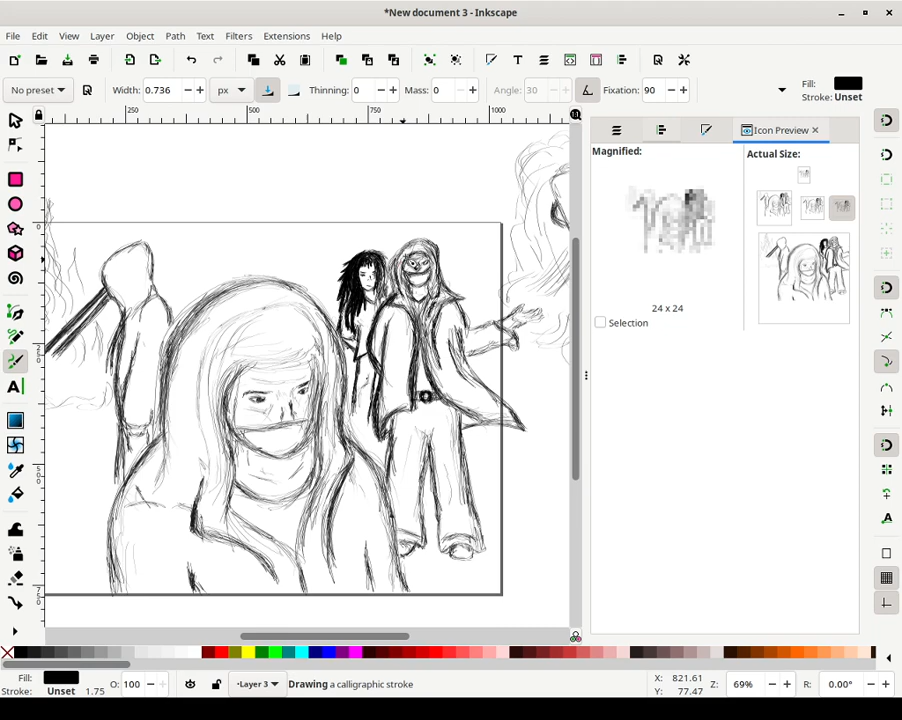 *New document 3 - Inkscape
File Edit View Layer Object Path Text Filters Extensions Help
No preset Width: 0.736 px Thinning: 0 Mass: 0 Angle: 30 Fixation: 90 Fill: Stroke: Unset
250 500 750 1000
Icon Preview
Magnified:
Actual Size:
24 x 24
Selection
Fill:
Stroke: Unset 1.75
O: 100
Layer 3
Drawing a calligraphic stroke
X: 821.61
Y: 77.47
Z: 69%
R: 0.00°